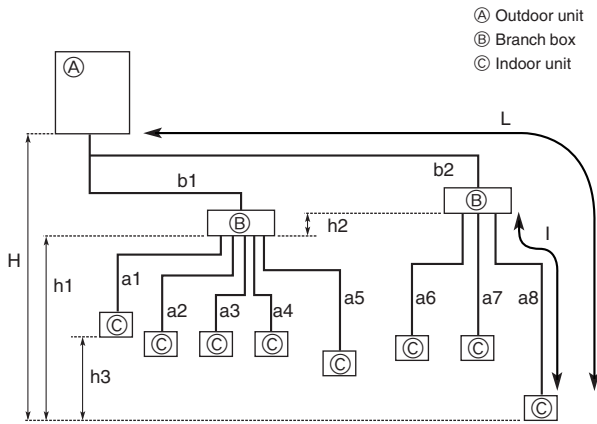 Ⓐ Outdoor unit
Ⓑ Branch box
Ⓒ Indoor unit
Ⓐ
L
b2
b1
Ⓑ
Ⓑ
h2
l
H
h1
a1
a2
a3
a4
a5
a6
a7
a8
Ⓒ
Ⓒ
Ⓒ
Ⓒ
Ⓒ
Ⓒ
Ⓒ
h3
Ⓒ